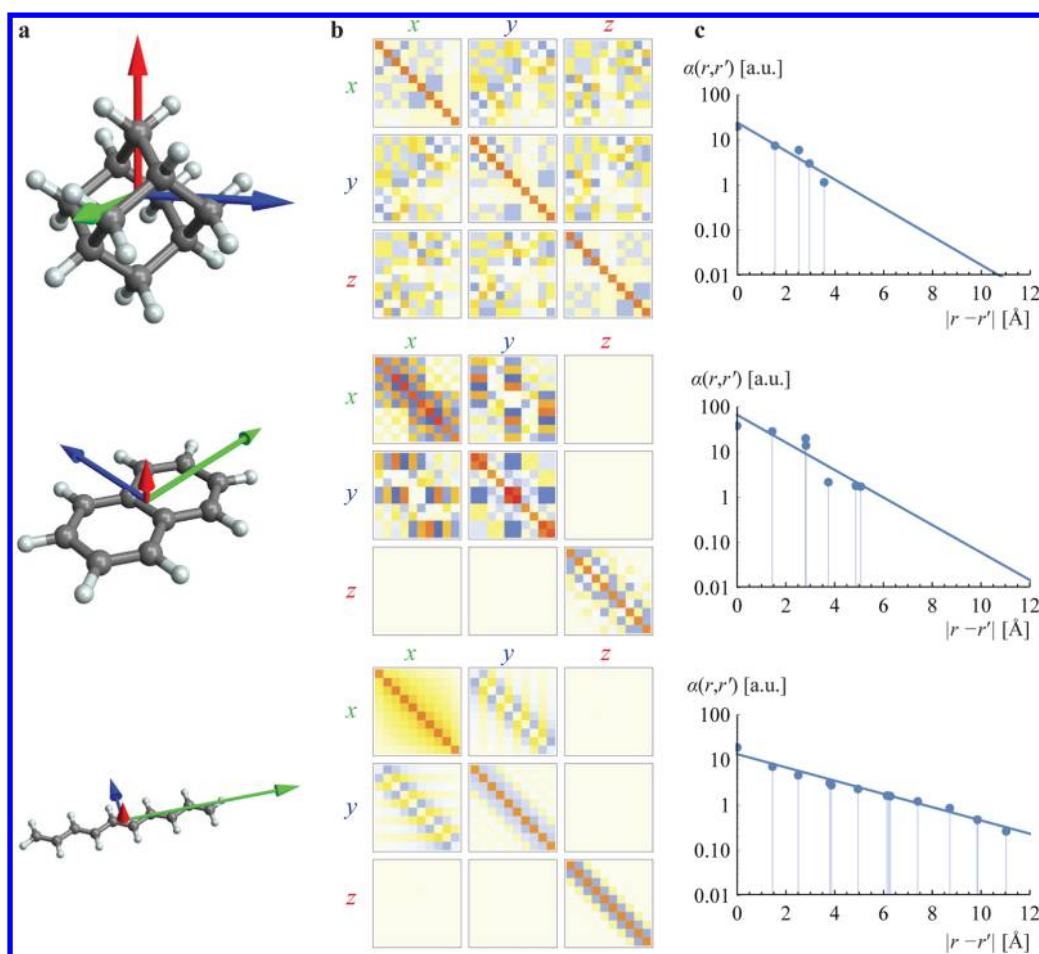 a
b
c
x y z
x
y
z
α(r,r′) [a.u.]
100
10
1
0.10
0.01
0 2 4 6 8 10 12
|r −r′| [Å]
x y z
x
y
z
α(r,r′) [a.u.]
100
10
1
0.10
0.01
0 2 4 6 8 10 12
|r −r′| [Å]
x y z
x
y
z
α(r,r′) [a.u.]
100
10
1
0.10
0.01
0 2 4 6 8 10 12
|r −r′| [Å]